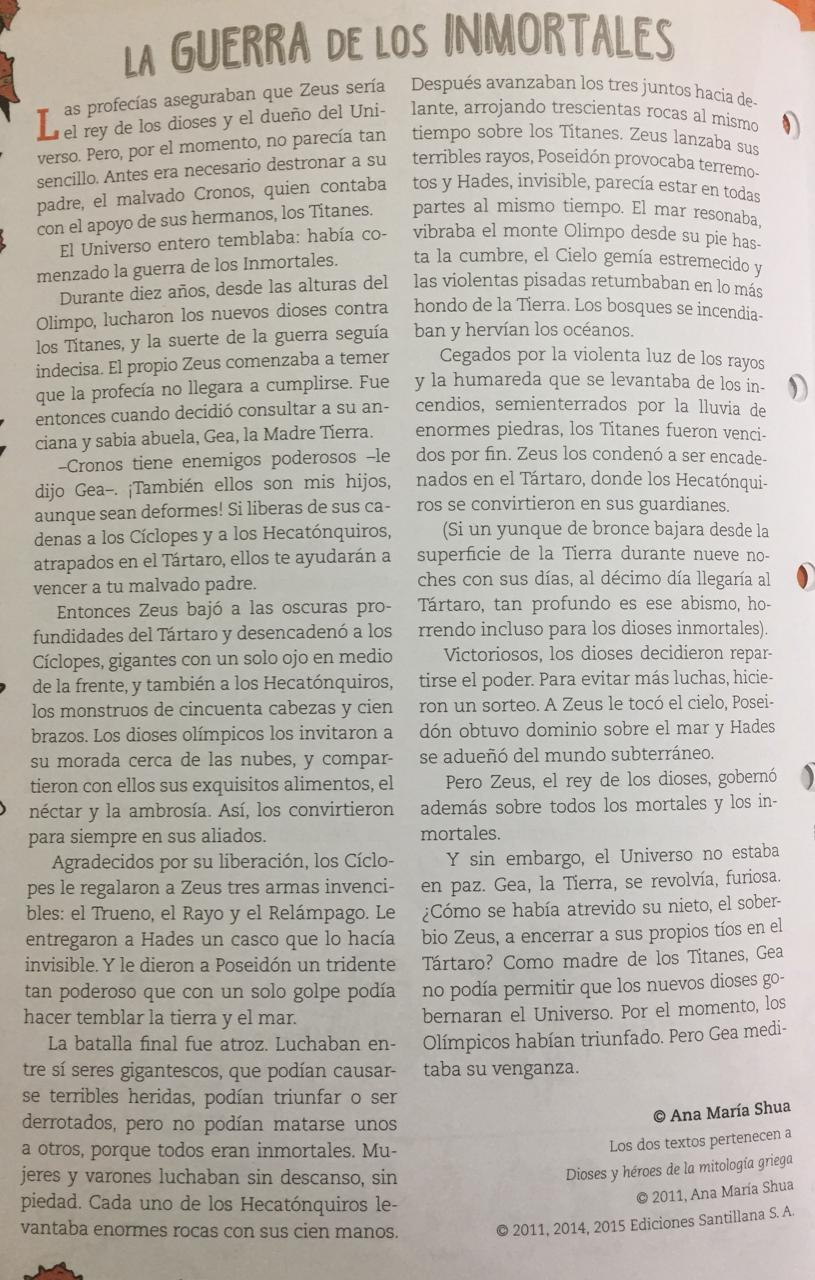 LA GUERRA DE LOS INMORTALES
Las profecías aseguraban que Zeus sería
el rey de los dioses y el dueño del Uni-
verso. Pero, por el momento, no parecía tan
sencillo. Antes era necesario destronar a su
padre, el malvado Cronos, quien contaba
con el apoyo de sus hermanos, los Titanes.
El Universo entero temblaba: había co-
menzado la guerra de los Inmortales.
Durante diez años, desde las alturas del
Olimpo, lucharon los nuevos dioses contra
los Titanes, y la suerte de la guerra seguía
indecisa. El propio Zeus comenzaba a temer
que la profecía no llegara a cumplirse. Fue
entonces cuando decidió consultar a su an-
ciana y sabia abuela, Gea, la Madre Tierra.
–Cronos tiene enemigos poderosos –le
dijo Gea–. ¡También ellos son mis hijos,
aunque sean deformes! Si liberas de sus ca-
denas a los Cíclopes y a los Hecatónquiros,
atrapados en el Tártaro, ellos te ayudarán a
vencer a tu malvado padre.
Entonces Zeus bajó a las oscuras pro-
fundidades del Tártaro y desencadenó a los
Cíclopes, gigantes con un solo ojo en medio
de la frente, y también a los Hecatónquiros,
los monstruos de cincuenta cabezas y cien
brazos. Los dioses olímpicos los invitaron a
su morada cerca de las nubes, y compar-
tieron con ellos sus exquisitos alimentos, el
néctar y la ambrosía. Así, los convirtieron
para siempre en sus aliados.
Agradecidos por su liberación, los Cíclo-
pes le regalaron a Zeus tres armas invenci-
bles: el Trueno, el Rayo y el Relámpago. Le
entregaron a Hades un casco que lo hacía
invisible. Y le dieron a Poseidón un tridente
tan poderoso que con un solo golpe podía
hacer temblar la tierra y el mar.
La batalla final fue atroz. Luchaban en-
tre sí seres gigantescos, que podían causar-
se terribles heridas, podían triunfar o ser
derrotados, pero no podían matarse unos
a otros, porque todos eran inmortales. Mu-
jeres y varones luchaban sin descanso, sin
piedad. Cada uno de los Hecatónquiros le-
vantaba enormes rocas con sus cien manos.
Después avanzaban los tres juntos hacia de-
lante, arrojando trescientas rocas al mismo
tiempo sobre los Titanes. Zeus lanzaba sus
terribles rayos, Poseidón provocaba terremo-
tos y Hades, invisible, parecía estar en todas
partes al mismo tiempo. El mar resonaba,
vibraba el monte Olimpo desde su pie has-
ta la cumbre, el Cielo gemía estremecido y
las violentas pisadas retumbaban en lo más
hondo de la Tierra. Los bosques se incendia-
ban y hervían los océanos.
Cegados por la violenta luz de los rayos
y la humareda que se levantaba de los in-
cendios, semienterrados por la lluvia de
enormes piedras, los Titanes fueron venci-
dos por fin. Zeus los condenó a ser encade-
nados en el Tártaro, donde los Hecatónqui-
ros se convirtieron en sus guardianes.
(Si un yunque de bronce bajara desde la
superficie de la Tierra durante nueve no-
ches con sus días, al décimo día llegaría al
Tártaro, tan profundo es ese abismo, ho-
rrendo incluso para los dioses inmortales).
Victoriosos, los dioses decidieron repar-
tirse el poder. Para evitar más luchas, hicie-
ron un sorteo. A Zeus le tocó el cielo, Posei-
dón obtuvo dominio sobre el mar y Hades
se adueñó del mundo subterráneo.
Pero Zeus, el rey de los dioses, gobernó
además sobre todos los mortales y los in-
mortales.
Y sin embargo, el Universo no estaba
en paz. Gea, la Tierra, se revolvía, furiosa.
¿Cómo se había atrevido su nieto, el sober-
bio Zeus, a encerrar a sus propios tíos en el
Tártaro? Como madre de los Titanes, Gea
no podía permitir que los nuevos dioses go-
bernaran el Universo. Por el momento, los
Olímpicos habían triunfado. Pero Gea medi-
taba su venganza.
© Ana María Shua
Los dos textos pertenecen a
Dioses y héroes de la mitología griega
© 2011, Ana María Shua
© 2011, 2014, 2015 Ediciones Santillana S. A.